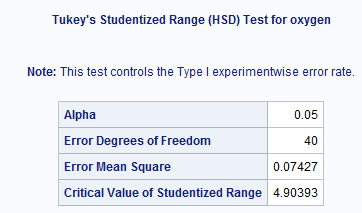 Tukey's Studentized Range (HSD) Test for oxygen
Note: This test controls the Type I experimentwise error rate.
Alpha 0.05
Error Degrees of Freedom 40
Error Mean Square 0.07427
Critical Value of Studentized Range 4.90393